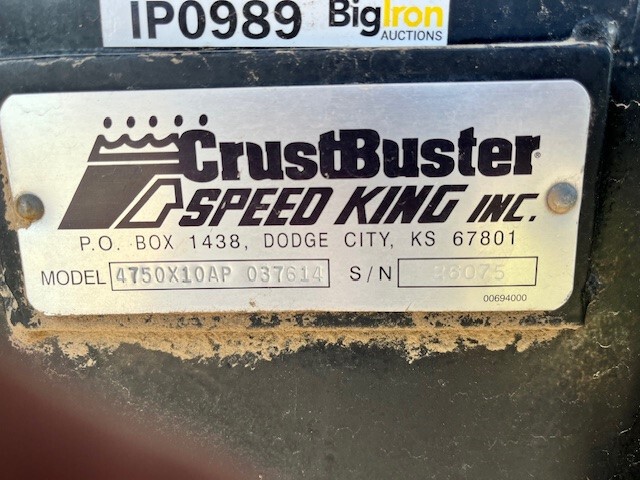 IP0989 BigIron
AUCTIONS
CrustBuster®
SPEED KING INC.
P.O. BOX 1438, DODGE CITY, KS 67801
MODEL 4750X10AP 037614 S/N
00694000